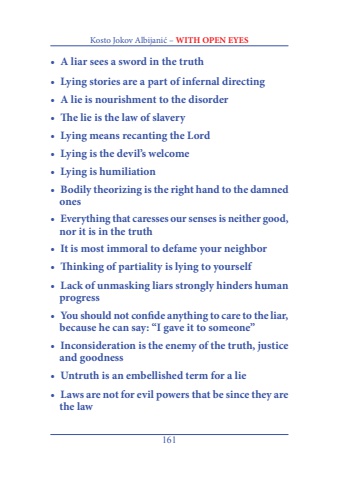 Kosto Jokov Albijanić – WITH OPEN EYES
• A liar sees a sword in the truth
• Lying stories are a part of infernal directing
• A lie is nourishment to the disorder
• The lie is the law of slavery
• Lying means recanting the Lord
• Lying is the devil's welcome
• Lying is humiliation
• Bodily theorizing is the right hand to the damned
ones
• Everything that caresses our senses is neither good,
nor it is in the truth
• It is most immoral to defame your neighbor
• Thinking of partiality is lying to yourself
• Lack of unmasking liars strongly hinders human
progress
• You should not confide anything to care to the liar,
because he can say: “I gave it to someone”
• Inconsideration is the enemy of the truth, justice
and goodness
• Untruth is an embellished term for a lie
• Laws are not for evil powers that be since they are
the law
161